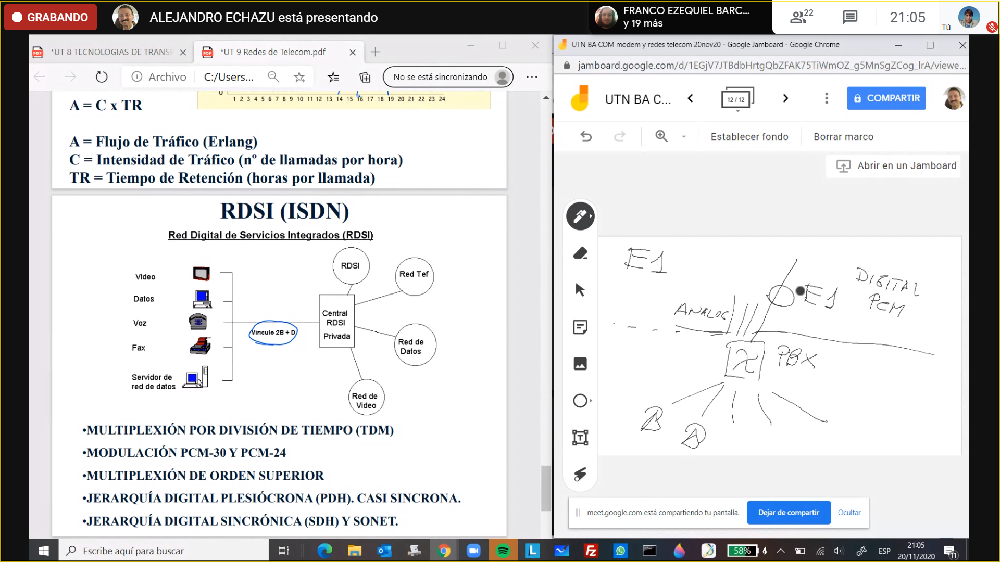 GRABANDO
ALEJANDRO ECHAZU está presentando
FRANCO EZEQUIEL BARC...
y 19 más
22
21:05
Tú
*UT 8 TECNOLOGIAS DE TRANSF
*UT 9 Redes de Telecom.pdf
Archivo
C:/Users...
No se está sincronizando
0
1 2 3 4 5 6 7 8 9 10 11 12 13 14 15 16 17 18 19 20 21 22 23 24
A = C x TR
A = Flujo de Tráfico (Erlang)
C = Intensidad de Tráfico (nº de llamadas por hora)
TR = Tiempo de Retención (horas por llamada)
RDSI (ISDN)
Red Digital de Servicios Integrados (RDSI)
Video
Datos
Voz
Fax
Servidor de
red de datos
Vinculo 2B + D
Central
RDSI
Privada
RDSI
Red Tef
Red de
Datos
Red de
Video
•MULTIPLEXIÓN POR DIVISIÓN DE TIEMPO (TDM)
•MODULACIÓN PCM-30 Y PCM-24
•MULTIPLEXIÓN DE ORDEN SUPERIOR
•JERARQUÍA DIGITAL PLESIÓCRONA (PDH). CASI SINCRONA.
•JERARQUÍA DIGITAL SINCRÓNICA (SDH) Y SONET.
UTN BA COM modem y redes telecom 20nov20 - Google Jamboard - Google Chrome
jamboard.google.com/d/1EGjV7JTBdbHrtgQbZFAK75TiWmOZ_g5MnSgZCog_lrA/viewe...
UTN BA C...
12 / 12
COMPARTIR
Establecer fondo
Borrar marco
Abrir en un Jamboard
E1
E1
DIGITAL
PCM
ANALOG
PBX
meet.google.com está compartiendo tu pantalla.
Dejar de compartir
Ocultar
Escribe aquí para buscar
58%
ESP
21:05
20/11/2020
11